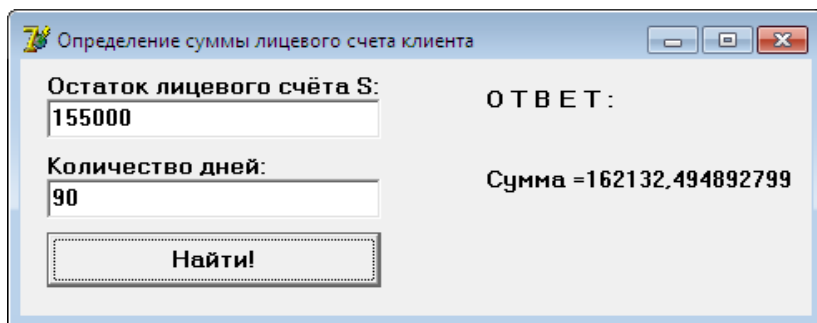 Определение суммы лицевого счета клиента
Остаток лицевого счёта S:
155000
Количество дней:
90
Найти!
О Т В Е Т :
Сумма =162132,494892799